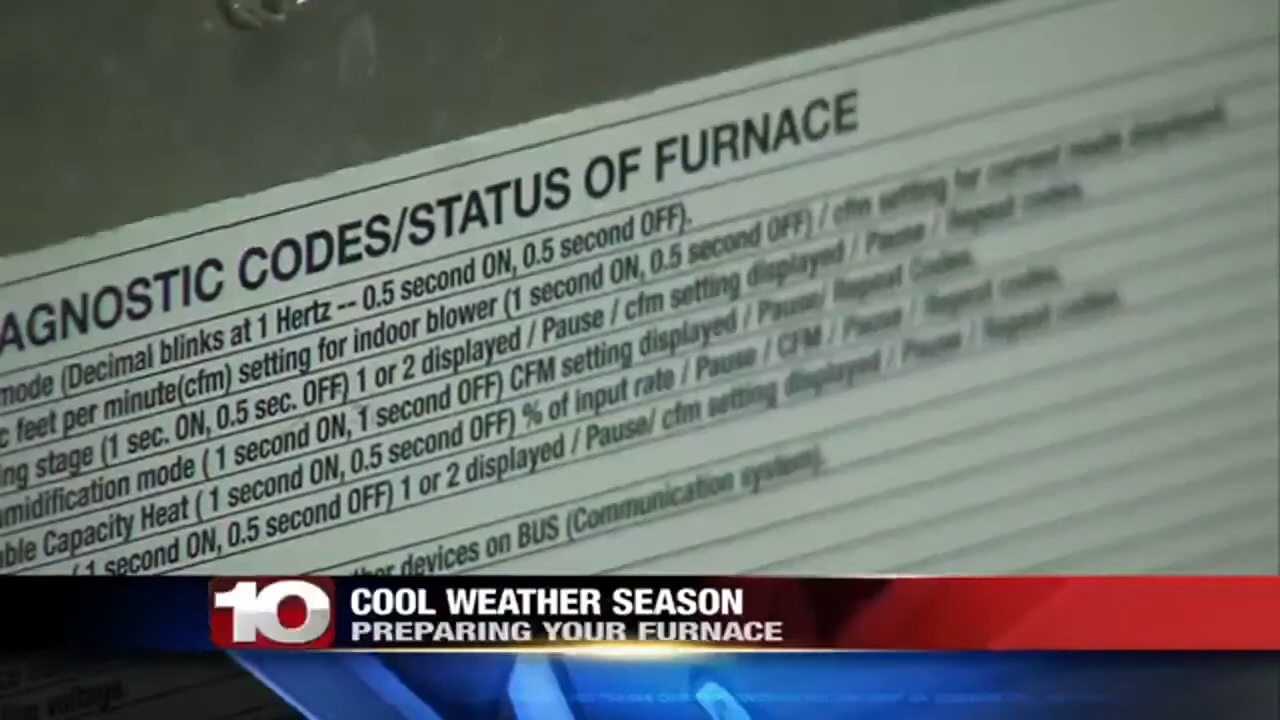 AGNOSTIC CODES/STATUS OF FURNACE
mode (Decimal blinks at 1 Hertz -- 0.5 second ON, 0.5 second OFF).
c feet per minute(cfm) setting for indoor blower (1 second ON, 0.5 second OFF) / cfm setting for current mode displayed.
ng stage (1 sec. ON, 0.5 sec. OFF) 1 or 2 displayed / Pause / cfm setting displayed / Pause / Repeat codes.
umidification mode ( 1 second ON, 1 second OFF) CFM setting displayed / Pause/ Repeat Codes.
able Capacity Heat ( 1 second ON, 0.5 second OFF) % of input rate / Pause / CFM / Pause / Repeat codes.
( 1 second ON, 0.5 second OFF) 1 or 2 displayed / Pause/ cfm setting displayed / Pause / Repeat codes.
ther devices on BUS (Communication system).
10
COOL WEATHER SEASON
PREPARING YOUR FURNACE
voltage.